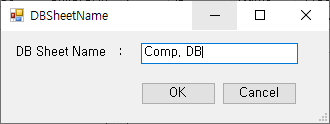 DBSheetName
DB Sheet Name : Comp, DB
OK Cancel